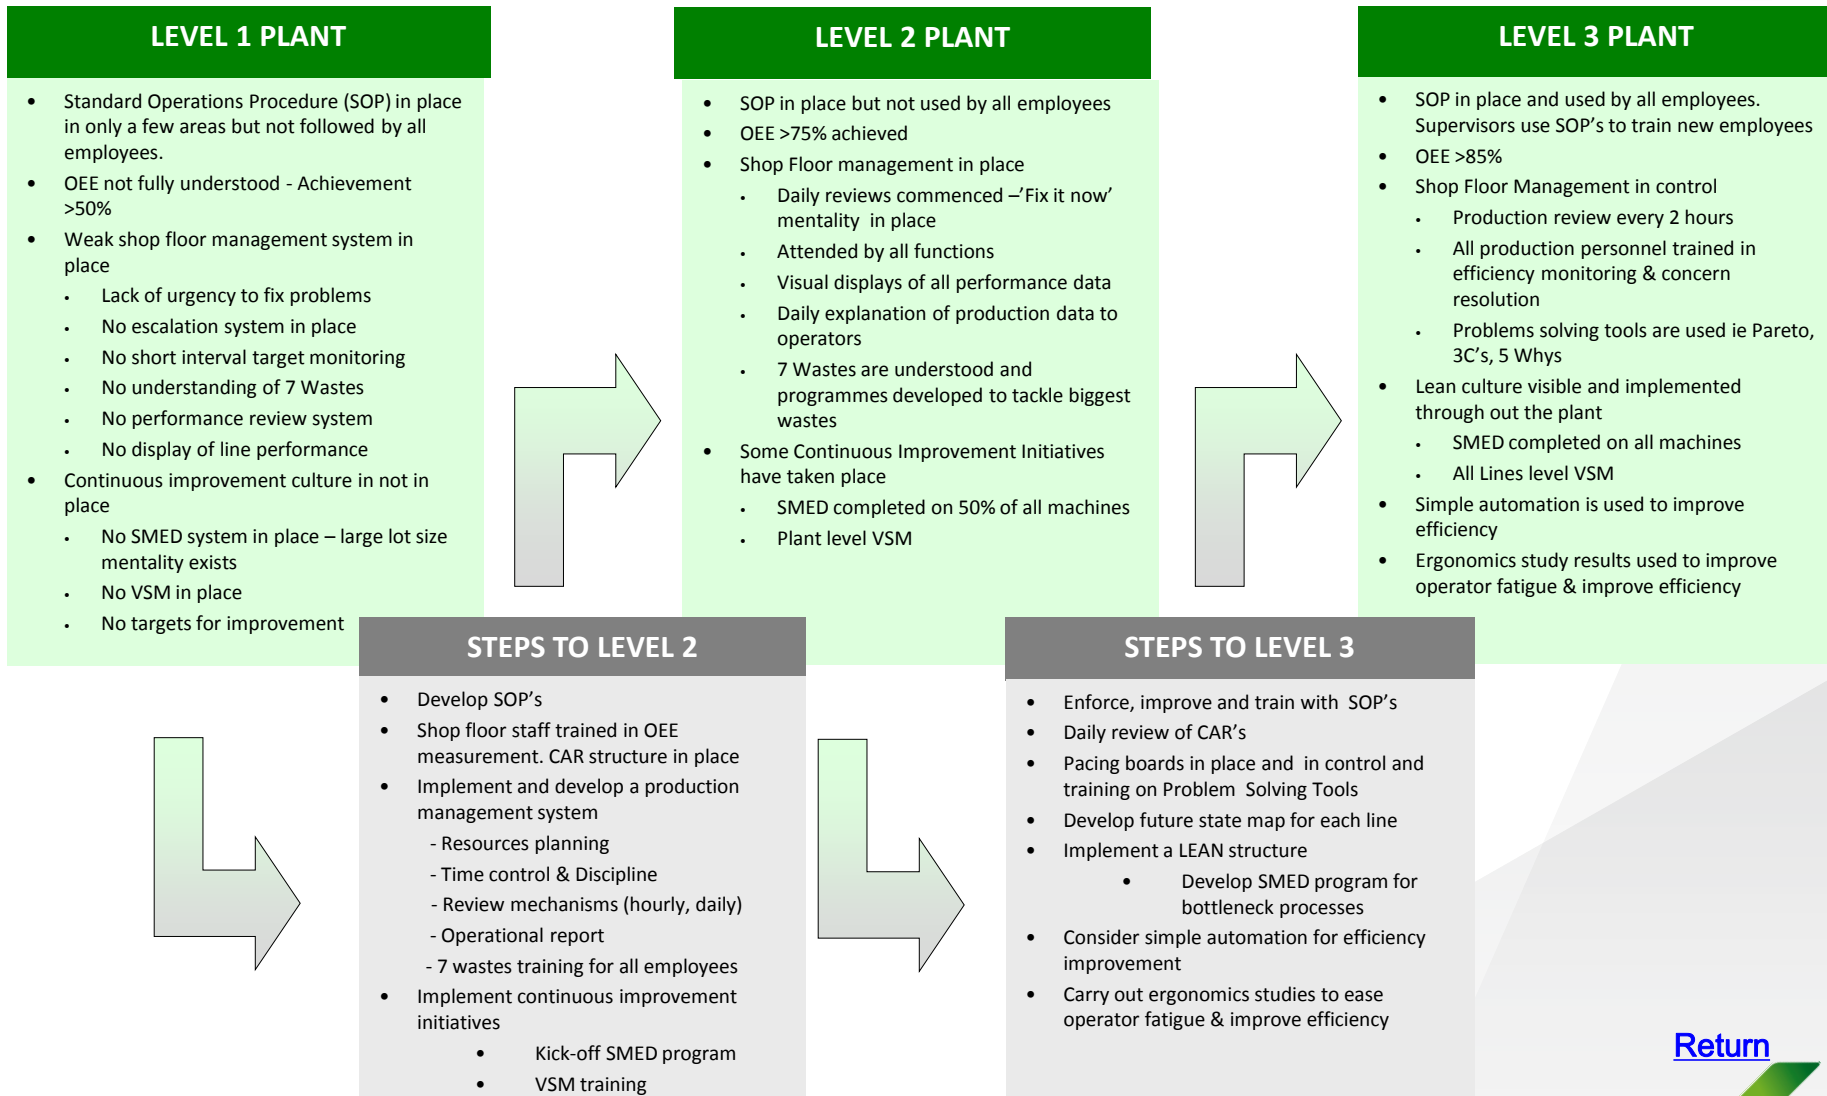 LEVEL 1 PLANT
• Standard Operations Procedure (SOP) in place
in only a few areas but not followed by all
employees.
• OEE not fully understood - Achievement
>50%
• Weak shop floor management system in
place
• Lack of urgency to fix problems
• No escalation system in place
• No short interval target monitoring
• No understanding of 7 Wastes
• No performance review system
• No display of line performance
• Continuous improvement culture in not in
place
• No SMED system in place – large lot size
mentality exists
• No VSM in place
• No targets for improvement
STEPS TO LEVEL 2
• Develop SOP's
• Shop floor staff trained in OEE
measurement. CAR structure in place
• Implement and develop a production
management system
- Resources planning
- Time control & Discipline
- Review mechanisms (hourly, daily)
- Operational report
- 7 wastes training for all employees
• Implement continuous improvement
initiatives
• Kick-off SMED program
• VSM training
LEVEL 2 PLANT
• SOP in place but not used by all employees
• OEE >75% achieved
• Shop Floor management in place
• Daily reviews commenced –'Fix it now'
mentality in place
• Attended by all functions
• Visual displays of all performance data
• Daily explanation of production data to
operators
• 7 Wastes are understood and
programmes developed to tackle biggest
wastes
• Some Continuous Improvement Initiatives
have taken place
• SMED completed on 50% of all machines
• Plant level VSM
STEPS TO LEVEL 3
• Enforce, improve and train with SOP's
• Daily review of CAR's
• Pacing boards in place and in control and
training on Problem Solving Tools
• Develop future state map for each line
• Implement a LEAN structure
• Develop SMED program for
bottleneck processes
• Consider simple automation for efficiency
improvement
• Carry out ergonomics studies to ease
operator fatigue & improve efficiency
LEVEL 3 PLANT
• SOP in place and used by all employees.
Supervisors use SOP's to train new employees
• OEE >85%
• Shop Floor Management in control
• Production review every 2 hours
• All production personnel trained in
efficiency monitoring & concern
resolution
• Problems solving tools are used ie Pareto,
3C's, 5 Whys
• Lean culture visible and implemented
through out the plant
• SMED completed on all machines
• All Lines level VSM
• Simple automation is used to improve
efficiency
• Ergonomics study results used to improve
operator fatigue & improve efficiency
Return